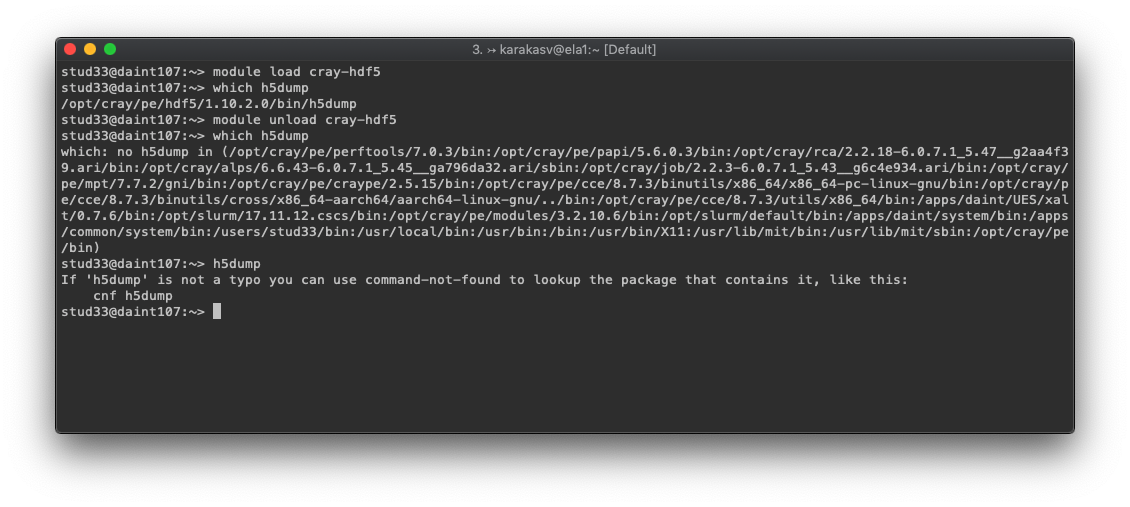 3. ↣ karakasv@ela1:~ [Default]
stud33@daint107:~> module load cray-hdf5
stud33@daint107:~> which h5dump
/opt/cray/pe/hdf5/1.10.2.0/bin/h5dump
stud33@daint107:~> module unload cray-hdf5
stud33@daint107:~> which h5dump
which: no h5dump in (/opt/cray/pe/perftools/7.0.3/bin:/opt/cray/pe/papi/5.6.0.3/bin:/opt/cray/rca/2.2.18-6.0.7.1_5.47__g2aa4f3
9.ari/bin:/opt/cray/alps/6.6.43-6.0.7.1_5.45__ga796da32.ari/sbin:/opt/cray/job/2.2.3-6.0.7.1_5.43__g6c4e934.ari/bin:/opt/cray/
pe/mpt/7.7.2/gni/bin:/opt/cray/pe/craype/2.5.15/bin:/opt/cray/pe/cce/8.7.3/binutils/x86_64/x86_64-pc-linux-gnu/bin:/opt/cray/p
e/cce/8.7.3/binutils/cross/x86_64-aarch64/aarch64-linux-gnu/../bin:/opt/cray/pe/cce/8.7.3/utils/x86_64/bin:/apps/daint/UES/xal
t/0.7.6/bin:/opt/slurm/17.11.12.cscs/bin:/opt/cray/pe/modules/3.2.10.6/bin:/opt/slurm/default/bin:/apps/daint/system/bin:/apps
/common/system/bin:/users/stud33/bin:/usr/local/bin:/usr/bin:/bin:/usr/bin/X11:/usr/lib/mit/bin:/usr/lib/mit/sbin:/opt/cray/pe
/bin)
stud33@daint107:~> h5dump
If 'h5dump' is not a typo you can use command-not-found to lookup the package that contains it, like this:
    cnf h5dump
stud33@daint107:~>